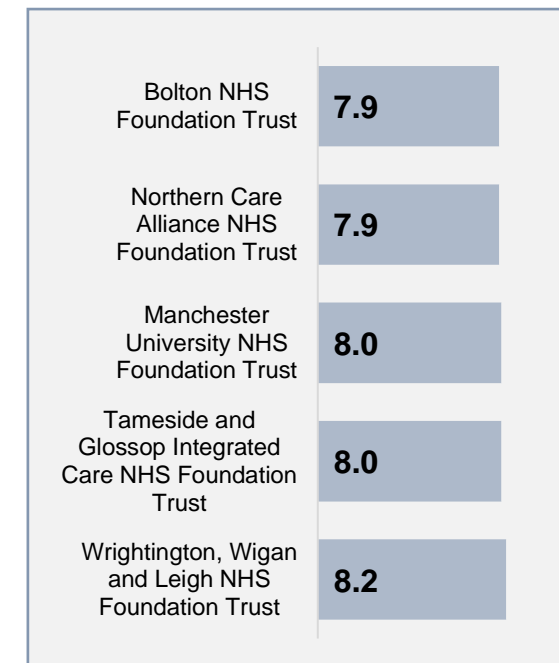 Bolton NHS
Foundation Trust
7.9
Northern Care
Alliance NHS
Foundation Trust
7.9
Manchester
University NHS
Foundation Trust
8.0
Tameside and
Glossop Integrated
Care NHS Foundation
Trust
8.0
Wrightington, Wigan
and Leigh NHS
Foundation Trust
8.2